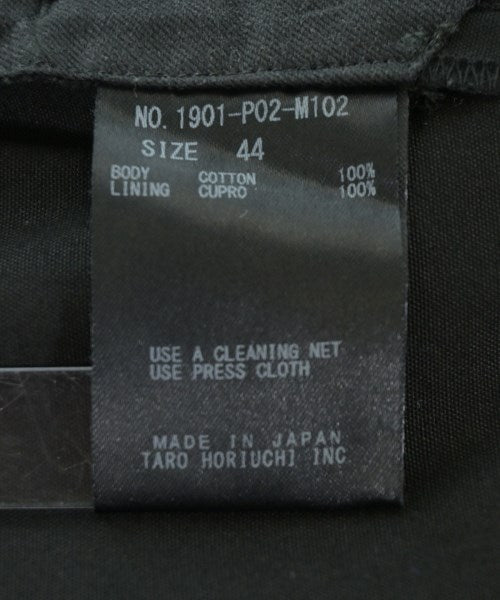 NO. 1901-P02-M102
SIZE 44
BODY COTTON 100%
LINING CUPRO 100%
USE A CLEANING NET
USE PRESS CLOTH
MADE IN JAPAN
TARO HORIUCHI INC